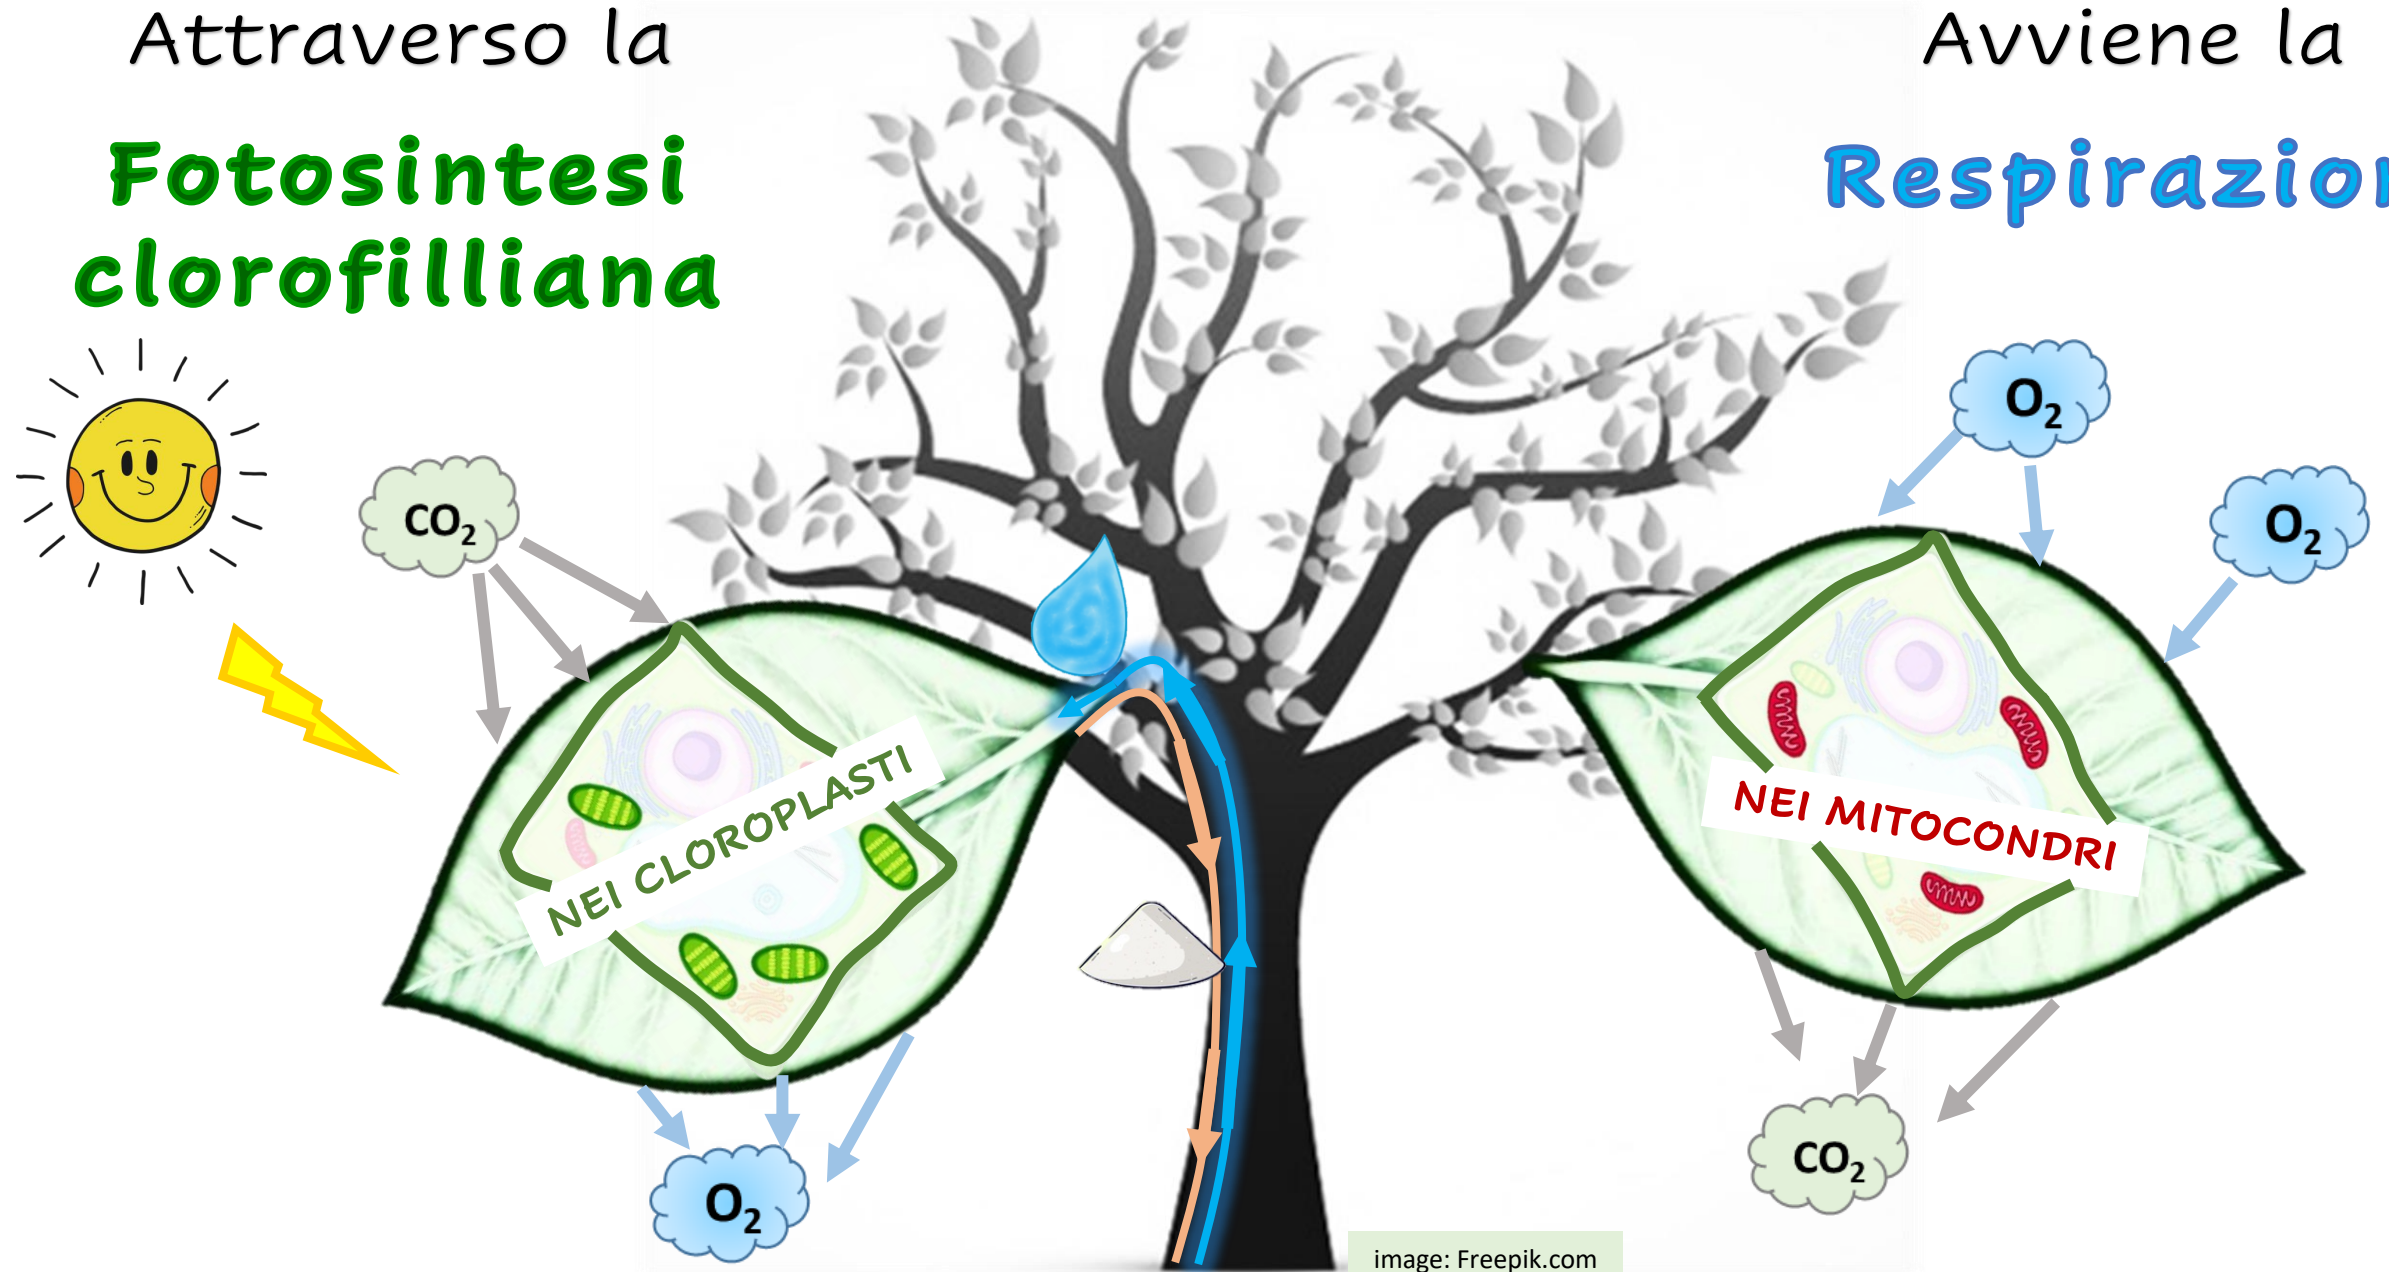 Attraverso la
Fotosintesi
clorofilliana
CO₂
NEI CLOROPLASTI
O₂
Avviene la
O₂
O₂
NEI MITOCONDRI
CO₂
image: Freepik.com